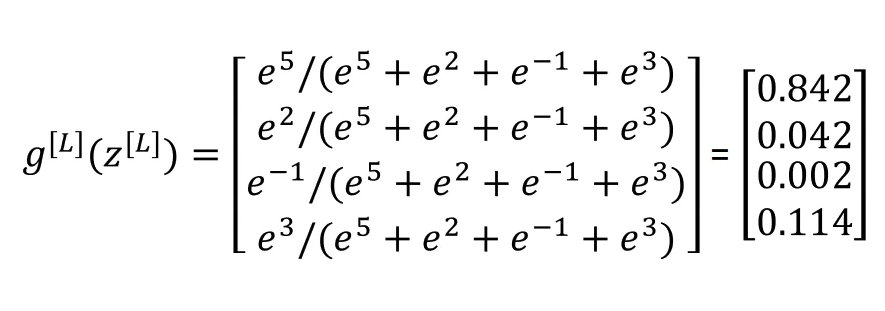 g^{[L]}(z^{[L]}) = [ e^5/(e^5 + e^2 + e^{-1} + e^3) ] = [ 0.842 ]
e^2/(e^5 + e^2 + e^{-1} + e^3) 0.042
e^{-1}/(e^5 + e^2 + e^{-1} + e^3) 0.002
e^3/(e^5 + e^2 + e^{-1} + e^3) 0.114